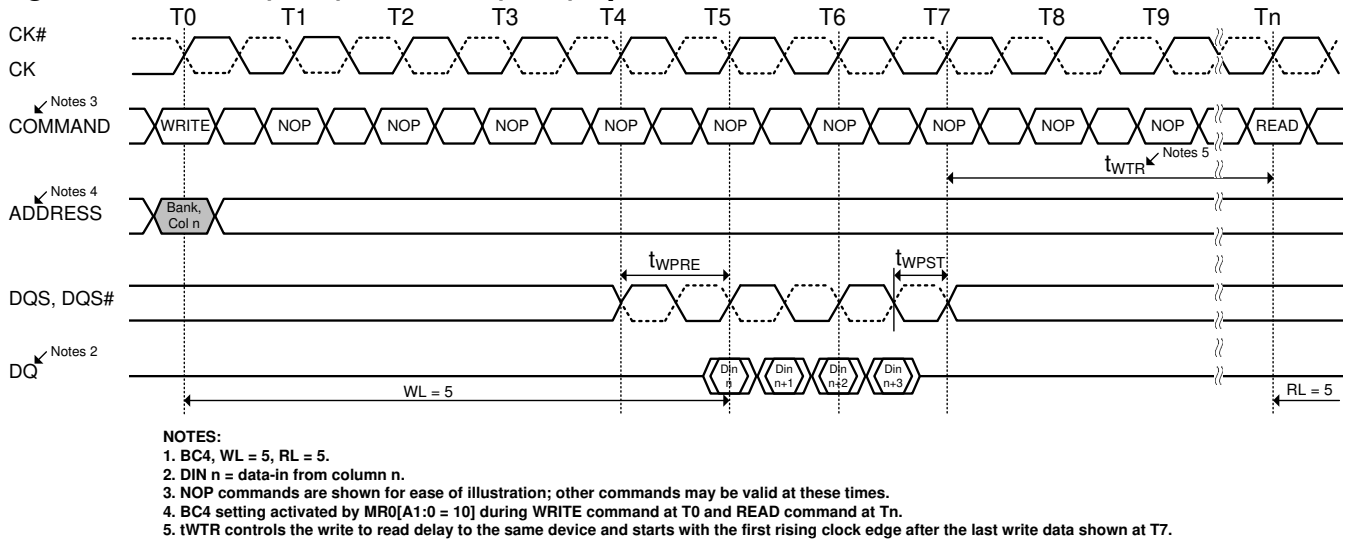 T0 T1 T2 T3 T4 T5 T6 T7 T8 T9 Tn
CK#
CK
Notes 3
COMMAND
WRITE NOP NOP NOP NOP NOP NOP NOP NOP NOP READ
tWTR Notes 5
Notes 4
ADDRESS
Bank,
Col n
tWPRE tWPST
DQS, DQS#
Notes 2
DQ
Din
n
Din
n+1
Din
n+2
Din
n+3
WL = 5
RL = 5
NOTES:
1. BC4, WL = 5, RL = 5.
2. DIN n = data-in from column n.
3. NOP commands are shown for ease of illustration; other commands may be valid at these times.
4. BC4 setting activated by MR0[A1:0 = 10] during WRITE command at T0 and READ command at Tn.
5. tWTR controls the write to read delay to the same device and starts with the first rising clock edge after the last write data shown at T7.